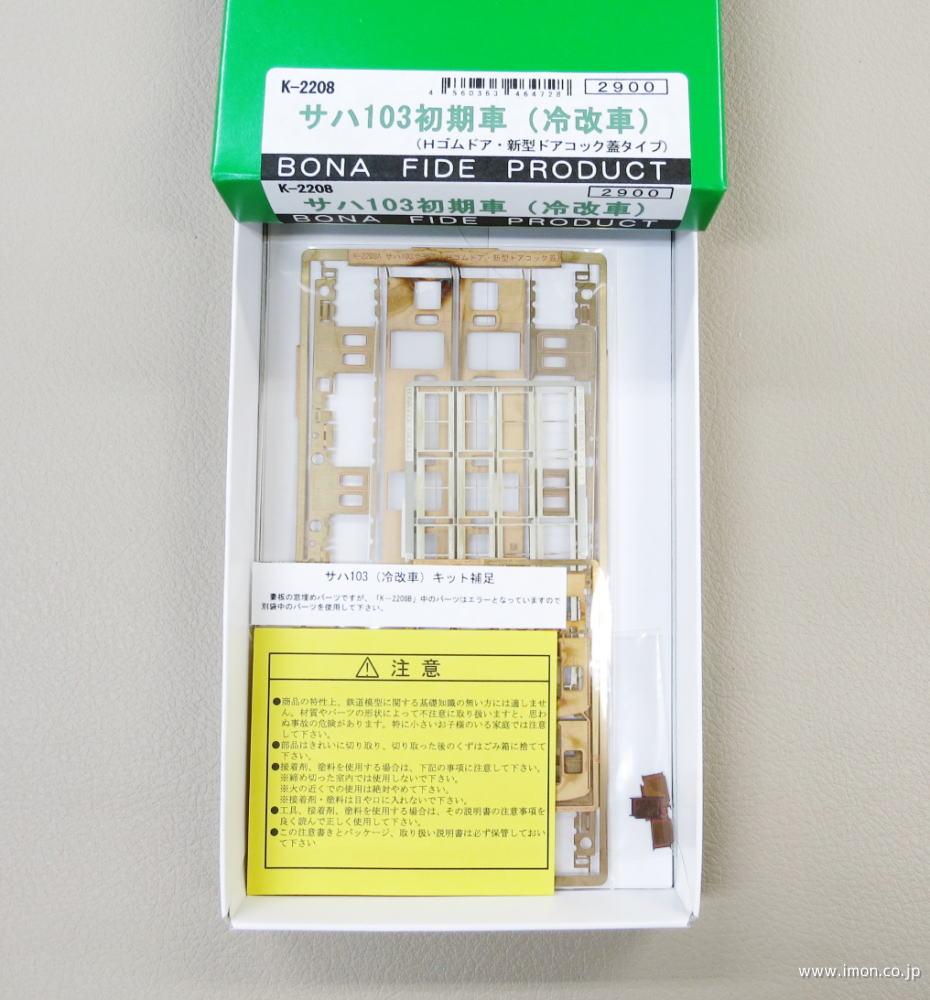 K-2208
4 560363 464728
2900
サハ103初期車(冷改車)
(Hゴムドア・新型ドアコック蓋タイプ)
BONA FIDE PRODUCT
K-2208
2900
サハ103初期車(冷改車)
BONA FIDE PRODUCT
K-2208A サハ103
ゴムドア・新型ドアコック蓋
サハ103(冷改車)キット補足
妻板の窓埋めパーツですが、「K-2208B」中のパーツはエラーとなっていますので
別袋中のパーツを使用して下さい。
⚠ 注意
●商品の特性上、鉄道模型に関する基礎知識の無い方には適しませ
ん。材質やパーツの形状によって不注意に取り扱いますと、思わ
ぬ事故の危険があります。特に小さいお子様のいる家庭では注意
して下さい。
●部品はきれいに切り取り、切り取った後のくずはごみ箱に捨てて
下さい。
●接着剤、塗料を使用する場合は、下記の事項に注意して下さい。
※締め切った室内では使用しないで下さい。
※火の近くでの使用は絶対やめて下さい。
※接着剤・塗料は目や口に入れないで下さい。
●工具、接着剤、塗料を使用する場合は、その説明書の注意事項を
良く読んで正しく使用して下さい。
●この注意書きとパッケージ、取り扱い説明書は必ず保管しておい
て下さい
www.imon.co.jp